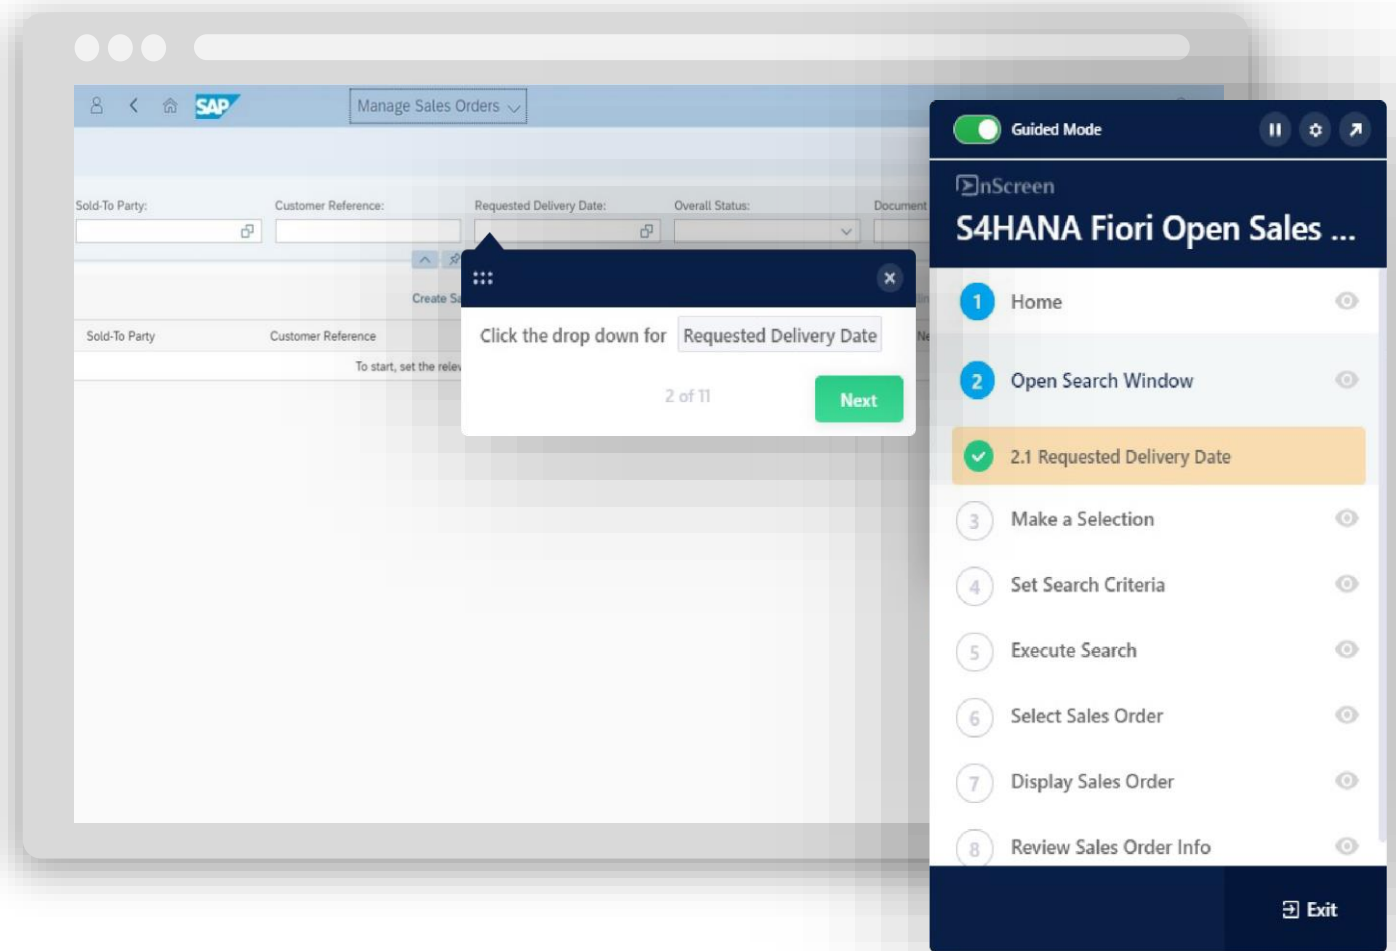 SAP
Manage Sales Orders
Sold-To Party:
Customer Reference:
Requested Delivery Date:
Overall Status:
Document
Sold-To Party
Customer Reference
To start, set the
Click the drop down for Requested Delivery Date
2 of 11
Next
Guided Mode
nScreen
S4HANA Fiori Open Sales ...
1 Home
2 Open Search Window
2.1 Requested Delivery Date
3 Make a Selection
4 Set Search Criteria
5 Execute Search
6 Select Sales Order
7 Display Sales Order
8 Review Sales Order Info
Exit